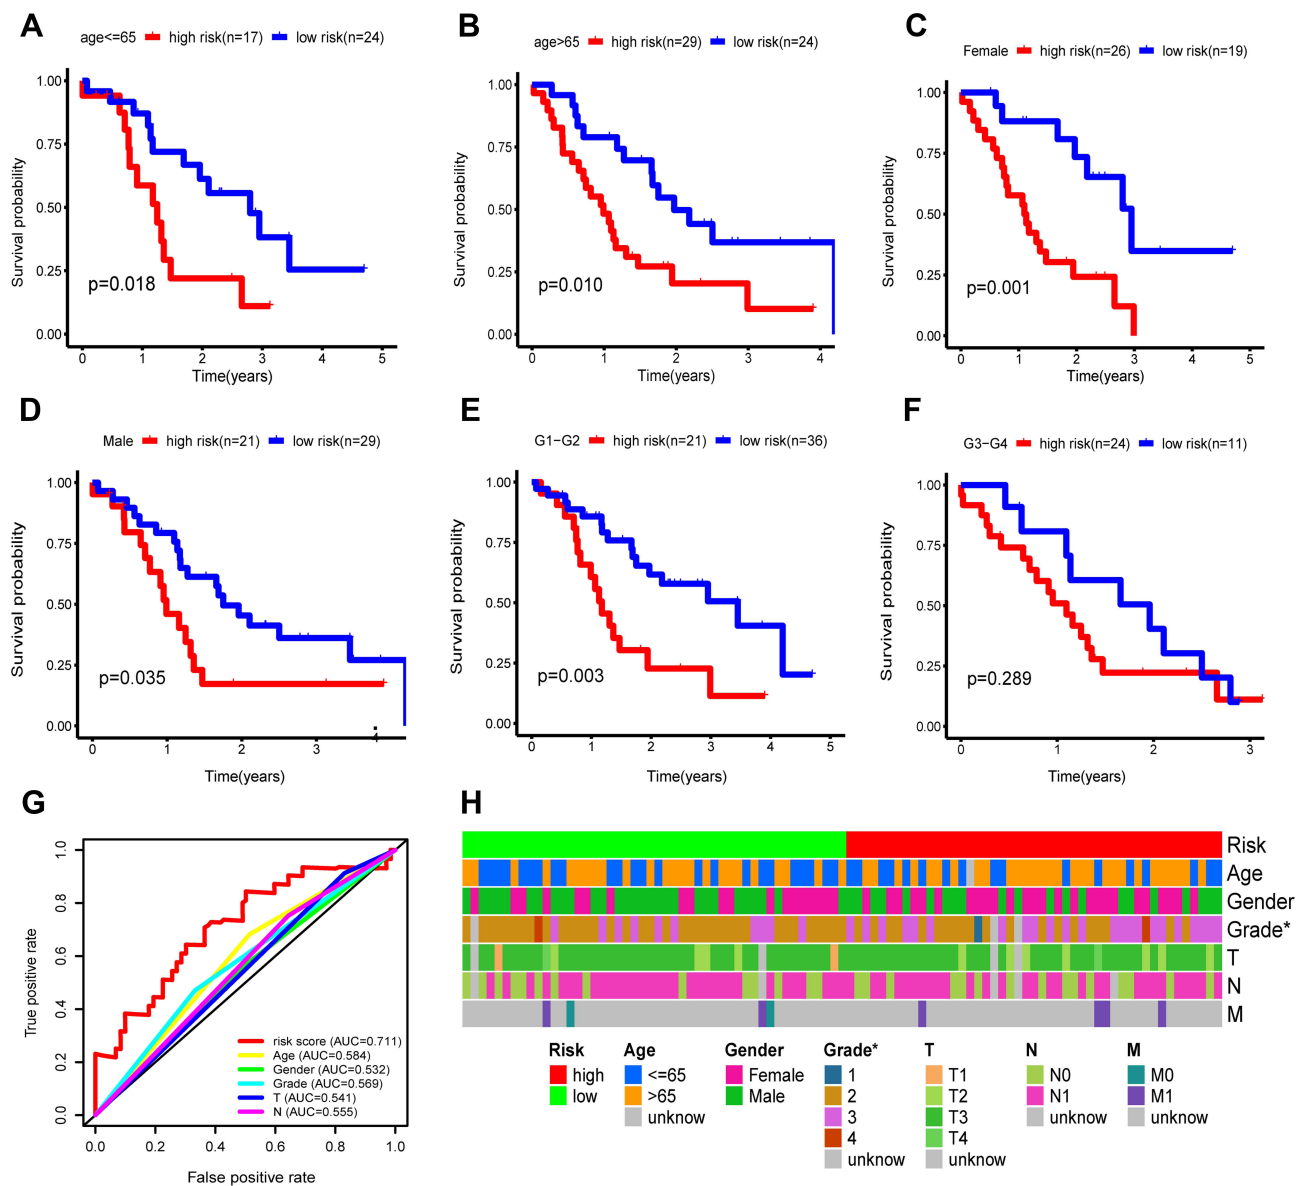 A
age<=65 high risk(n=17) low risk(n=24)
Survival probability
1.00
0.75
0.50
0.25
0.00
p=0.018
0 1 2 3 4 5
Time(years)
B
age>65 high risk(n=29) low risk(n=24)
Survival probability
1.00
0.75
0.50
0.25
0.00
p=0.010
0 1 2 3 4
Time(years)
C
Female high risk(n=26) low risk(n=19)
Survival probability
1.00
0.75
0.50
0.25
0.00
p=0.001
0 1 2 3 4 5
Time(years)
D
Male high risk(n=21) low risk(n=29)
Survival probability
1.00
0.75
0.50
0.25
0.00
p=0.035
0 1 2 3
Time(years)
E
G1−G2 high risk(n=21) low risk(n=36)
Survival probability
1.00
0.75
0.50
0.25
0.00
p=0.003
0 1 2 3 4 5
Time(years)
F
G3−G4 high risk(n=24) low risk(n=11)
Survival probability
1.00
0.75
0.50
0.25
0.00
p=0.289
0 1 2 3
Time(years)
G
True positive rate
1.0
0.8
0.6
0.4
0.2
0.0
risk score (AUC=0.711)
Age (AUC=0.584)
Gender (AUC=0.532)
Grade (AUC=0.569)
T (AUC=0.541)
N (AUC=0.555)
0.0 0.2 0.4 0.6 0.8 1.0
False positive rate
H
Risk
Age
Gender
Grade*
T
N
M
Risk
high
low
Age
<=65
>65
unknow
Gender
Female
Male
Grade*
1
2
3
4
unknow
T
T1
T2
T3
T4
unknow
N
N0
N1
unknow
M
M0
M1
unknow